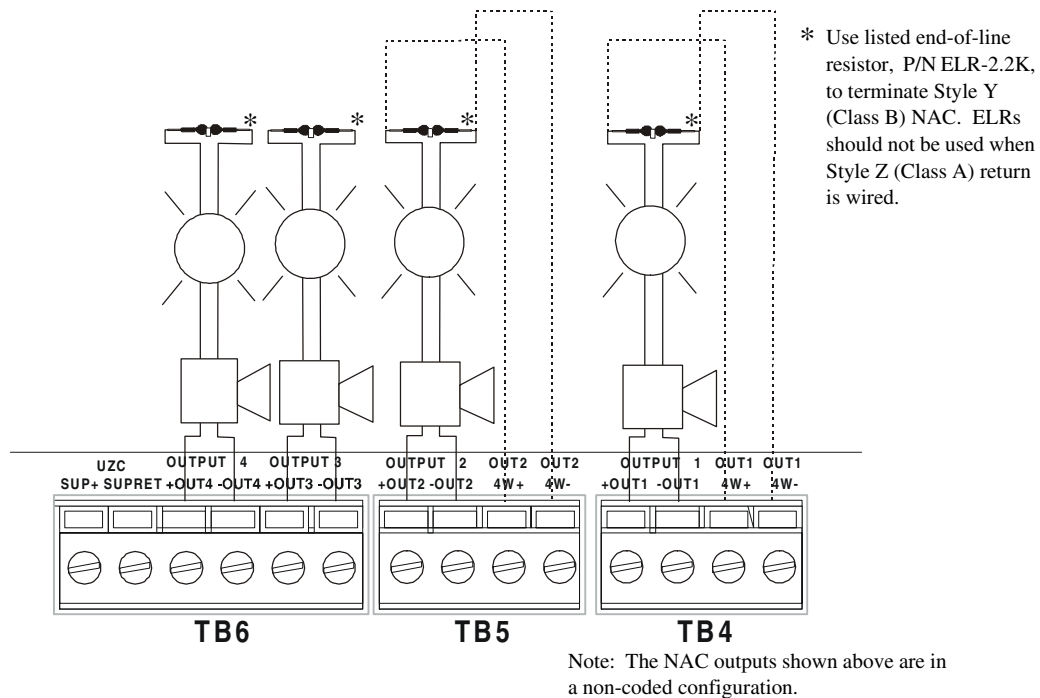 * Use listed end-of-line
resistor, P/N ELR-2.2K,
to terminate Style Y
(Class B) NAC. ELRs
should not be used when
Style Z (Class A) return
is wired.
* * * *
UZC OUTPUT 4 OUTPUT 3 OUTPUT 2 OUT2 OUT2 OUTPUT 1 OUT1 OUT1
SUP+ SUPRET +OUT4 -OUT4 +OUT3 -OUT3 +OUT2 -OUT2 4W+ 4W- +OUT1 -OUT1 4W+ 4W-
TB6 TB5 TB4
Note: The NAC outputs shown above are in
a non-coded configuration.